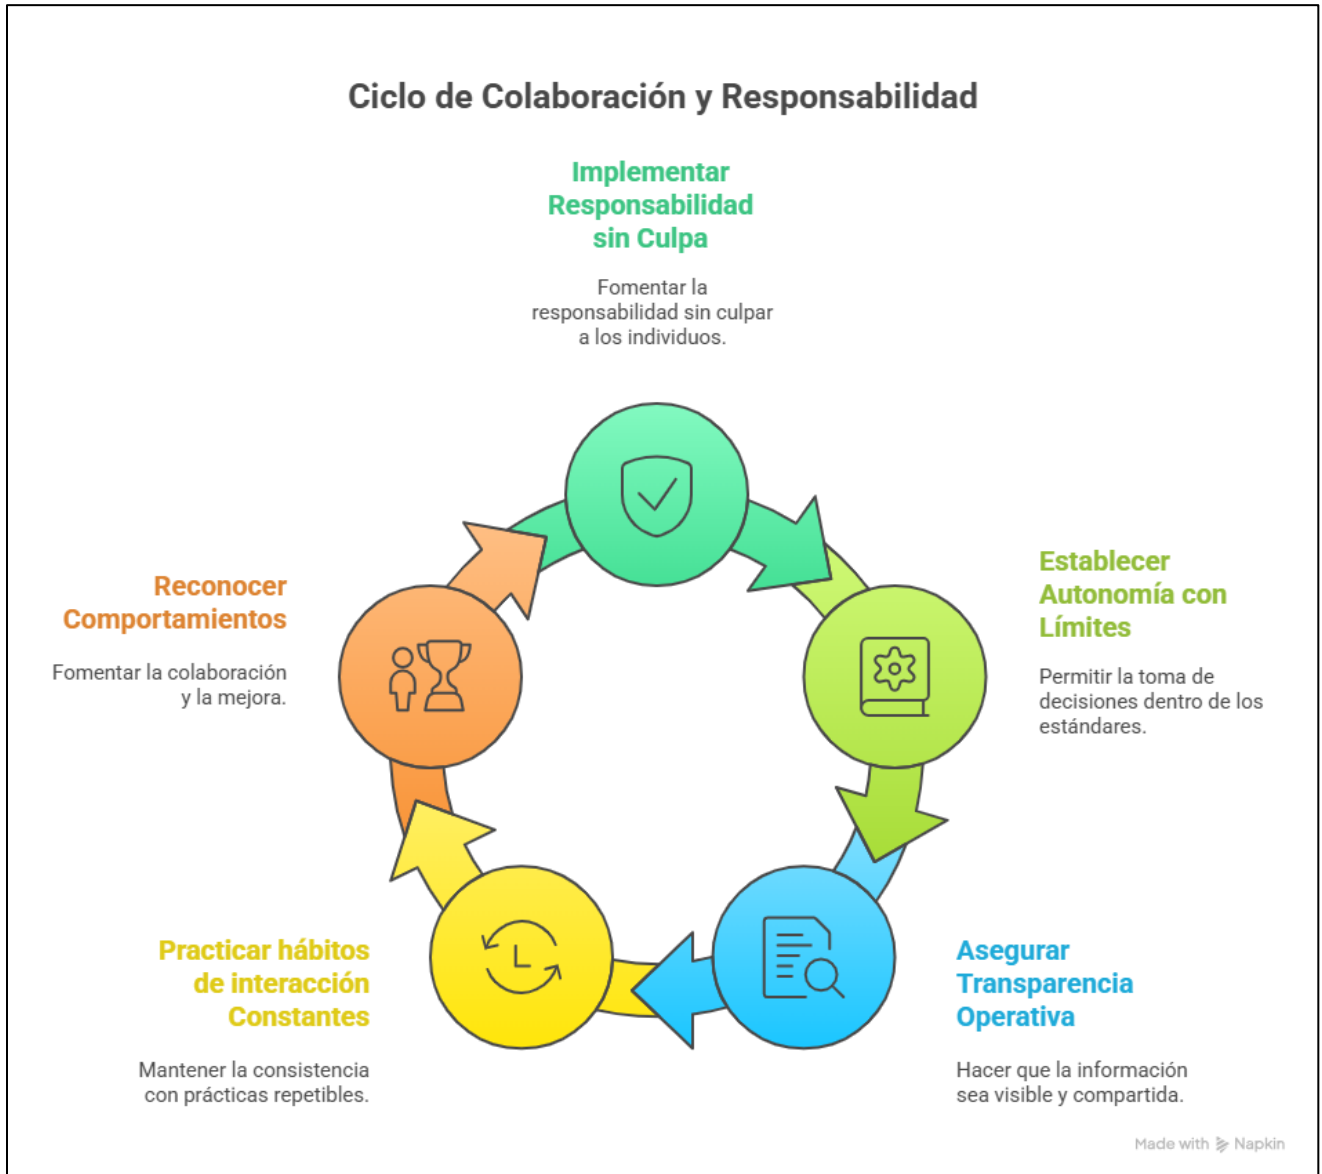 Ciclo de Colaboración y Responsabilidad
Implementar
Responsabilidad
sin Culpa
Fomentar la
responsabilidad sin culpar
a los individuos.
Establecer
Autonomía con
Límites
Permitir la toma de
decisiones dentro de los
estándares.
Asegurar
Transparencia
Operativa
Hacer que la información
sea visible y compartida.
Practicar hábitos
de interacción
Constantes
Mantener la consistencia
con prácticas repetibles.
Reconocer
Comportamientos
Fomentar la colaboración
y la mejora.
Made with Napkin